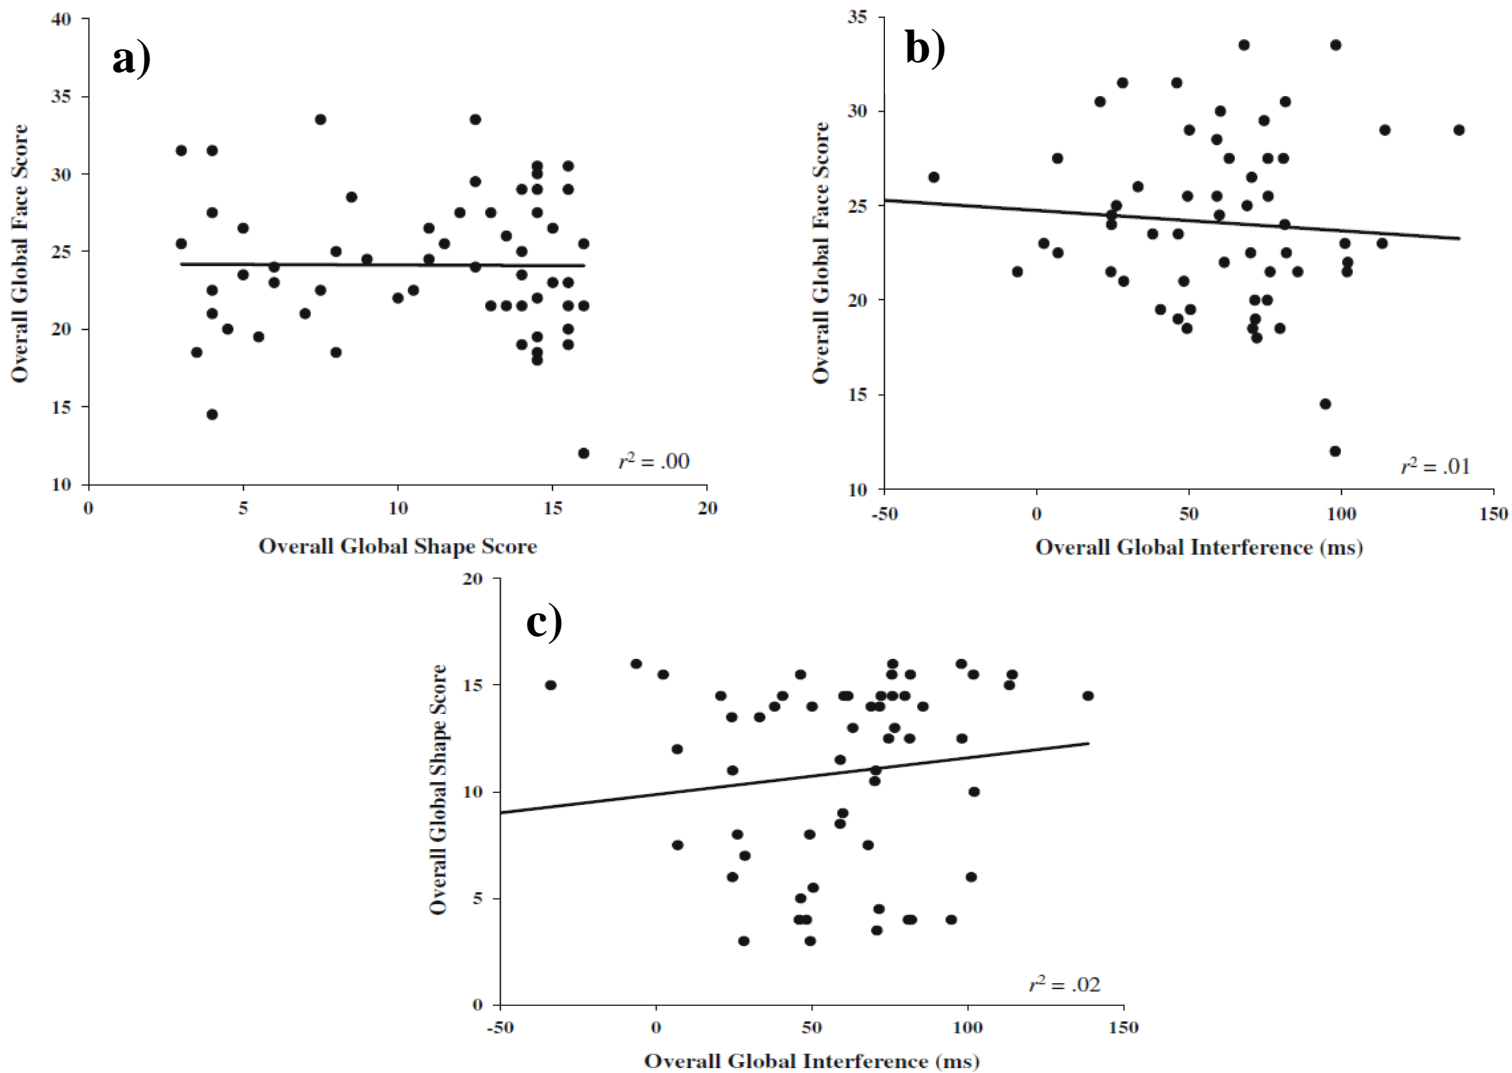 a)
40
35
30
25
20
15
10
0
5
10
15
20
Overall Global Face Score
Overall Global Shape Score
r² = .00
b)
35
30
25
20
15
10
-50
0
50
100
150
Overall Global Face Score
Overall Global Interference (ms)
r² = .01
c)
20
15
10
5
0
-50
0
50
100
150
Overall Global Shape Score
Overall Global Interference (ms)
r² = .02